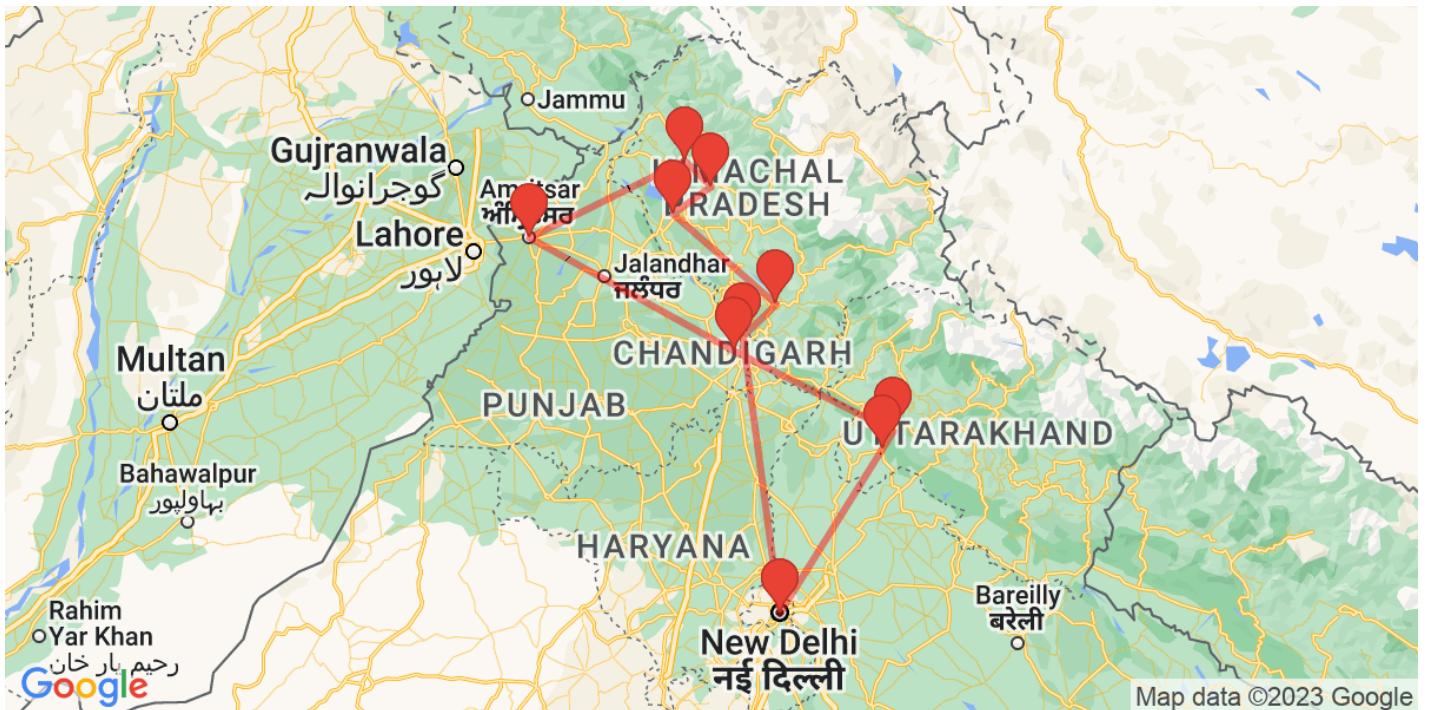 Jammu
Gujranwala
گوجرانوالہ
HIMACHAL
PRADESH
Amritsar
ਅੰਮ੍ਰਿਤਸਰ
Lahore
لاہور
Jalandhar
ਜਲੰਧਰ
CHANDIGARH
Multan
ملتان
PUNJAB
UTTARAKHAND
Bahawalpur
بہاولپور
HARYANA
Bareilly
बरेली
Rahim
Yar Khan
رحیم یار خان
New Delhi
नई दिल्ली
Google
Map data ©2023 Google